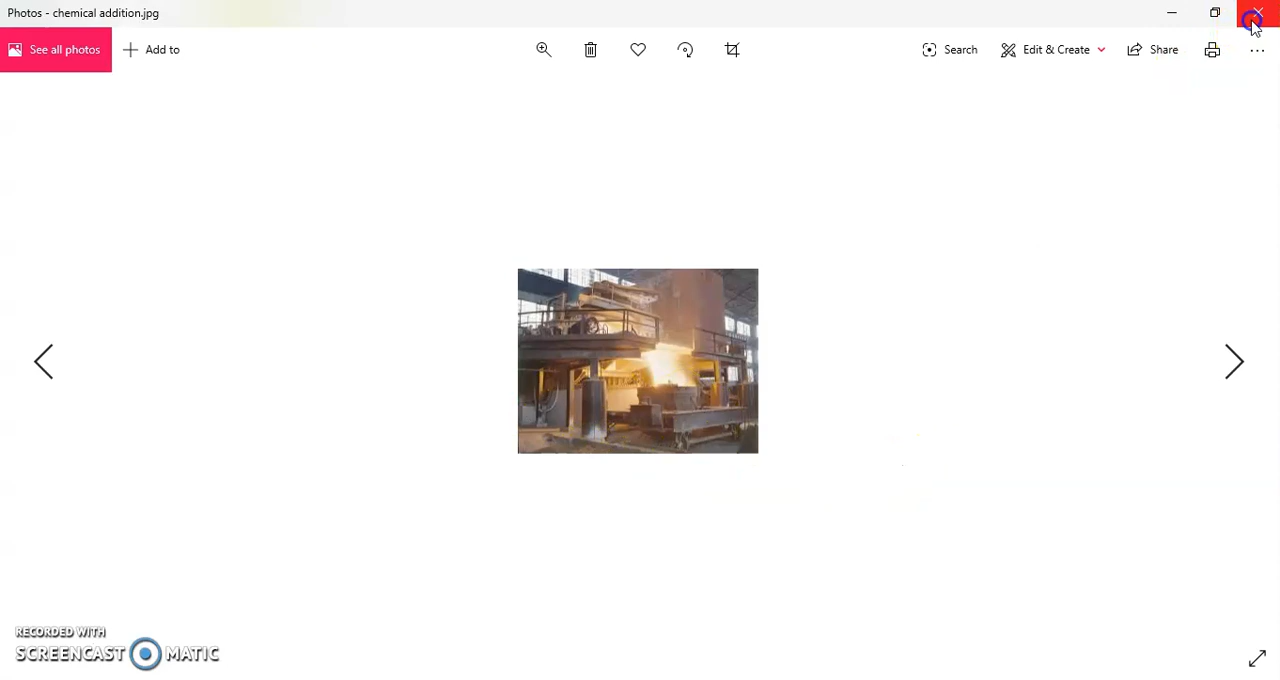 Photos - chemical addition.jpg
See all photos
Add to
Search
Edit & Create
Share
RECORDED WITH
SCREENCAST MATIC